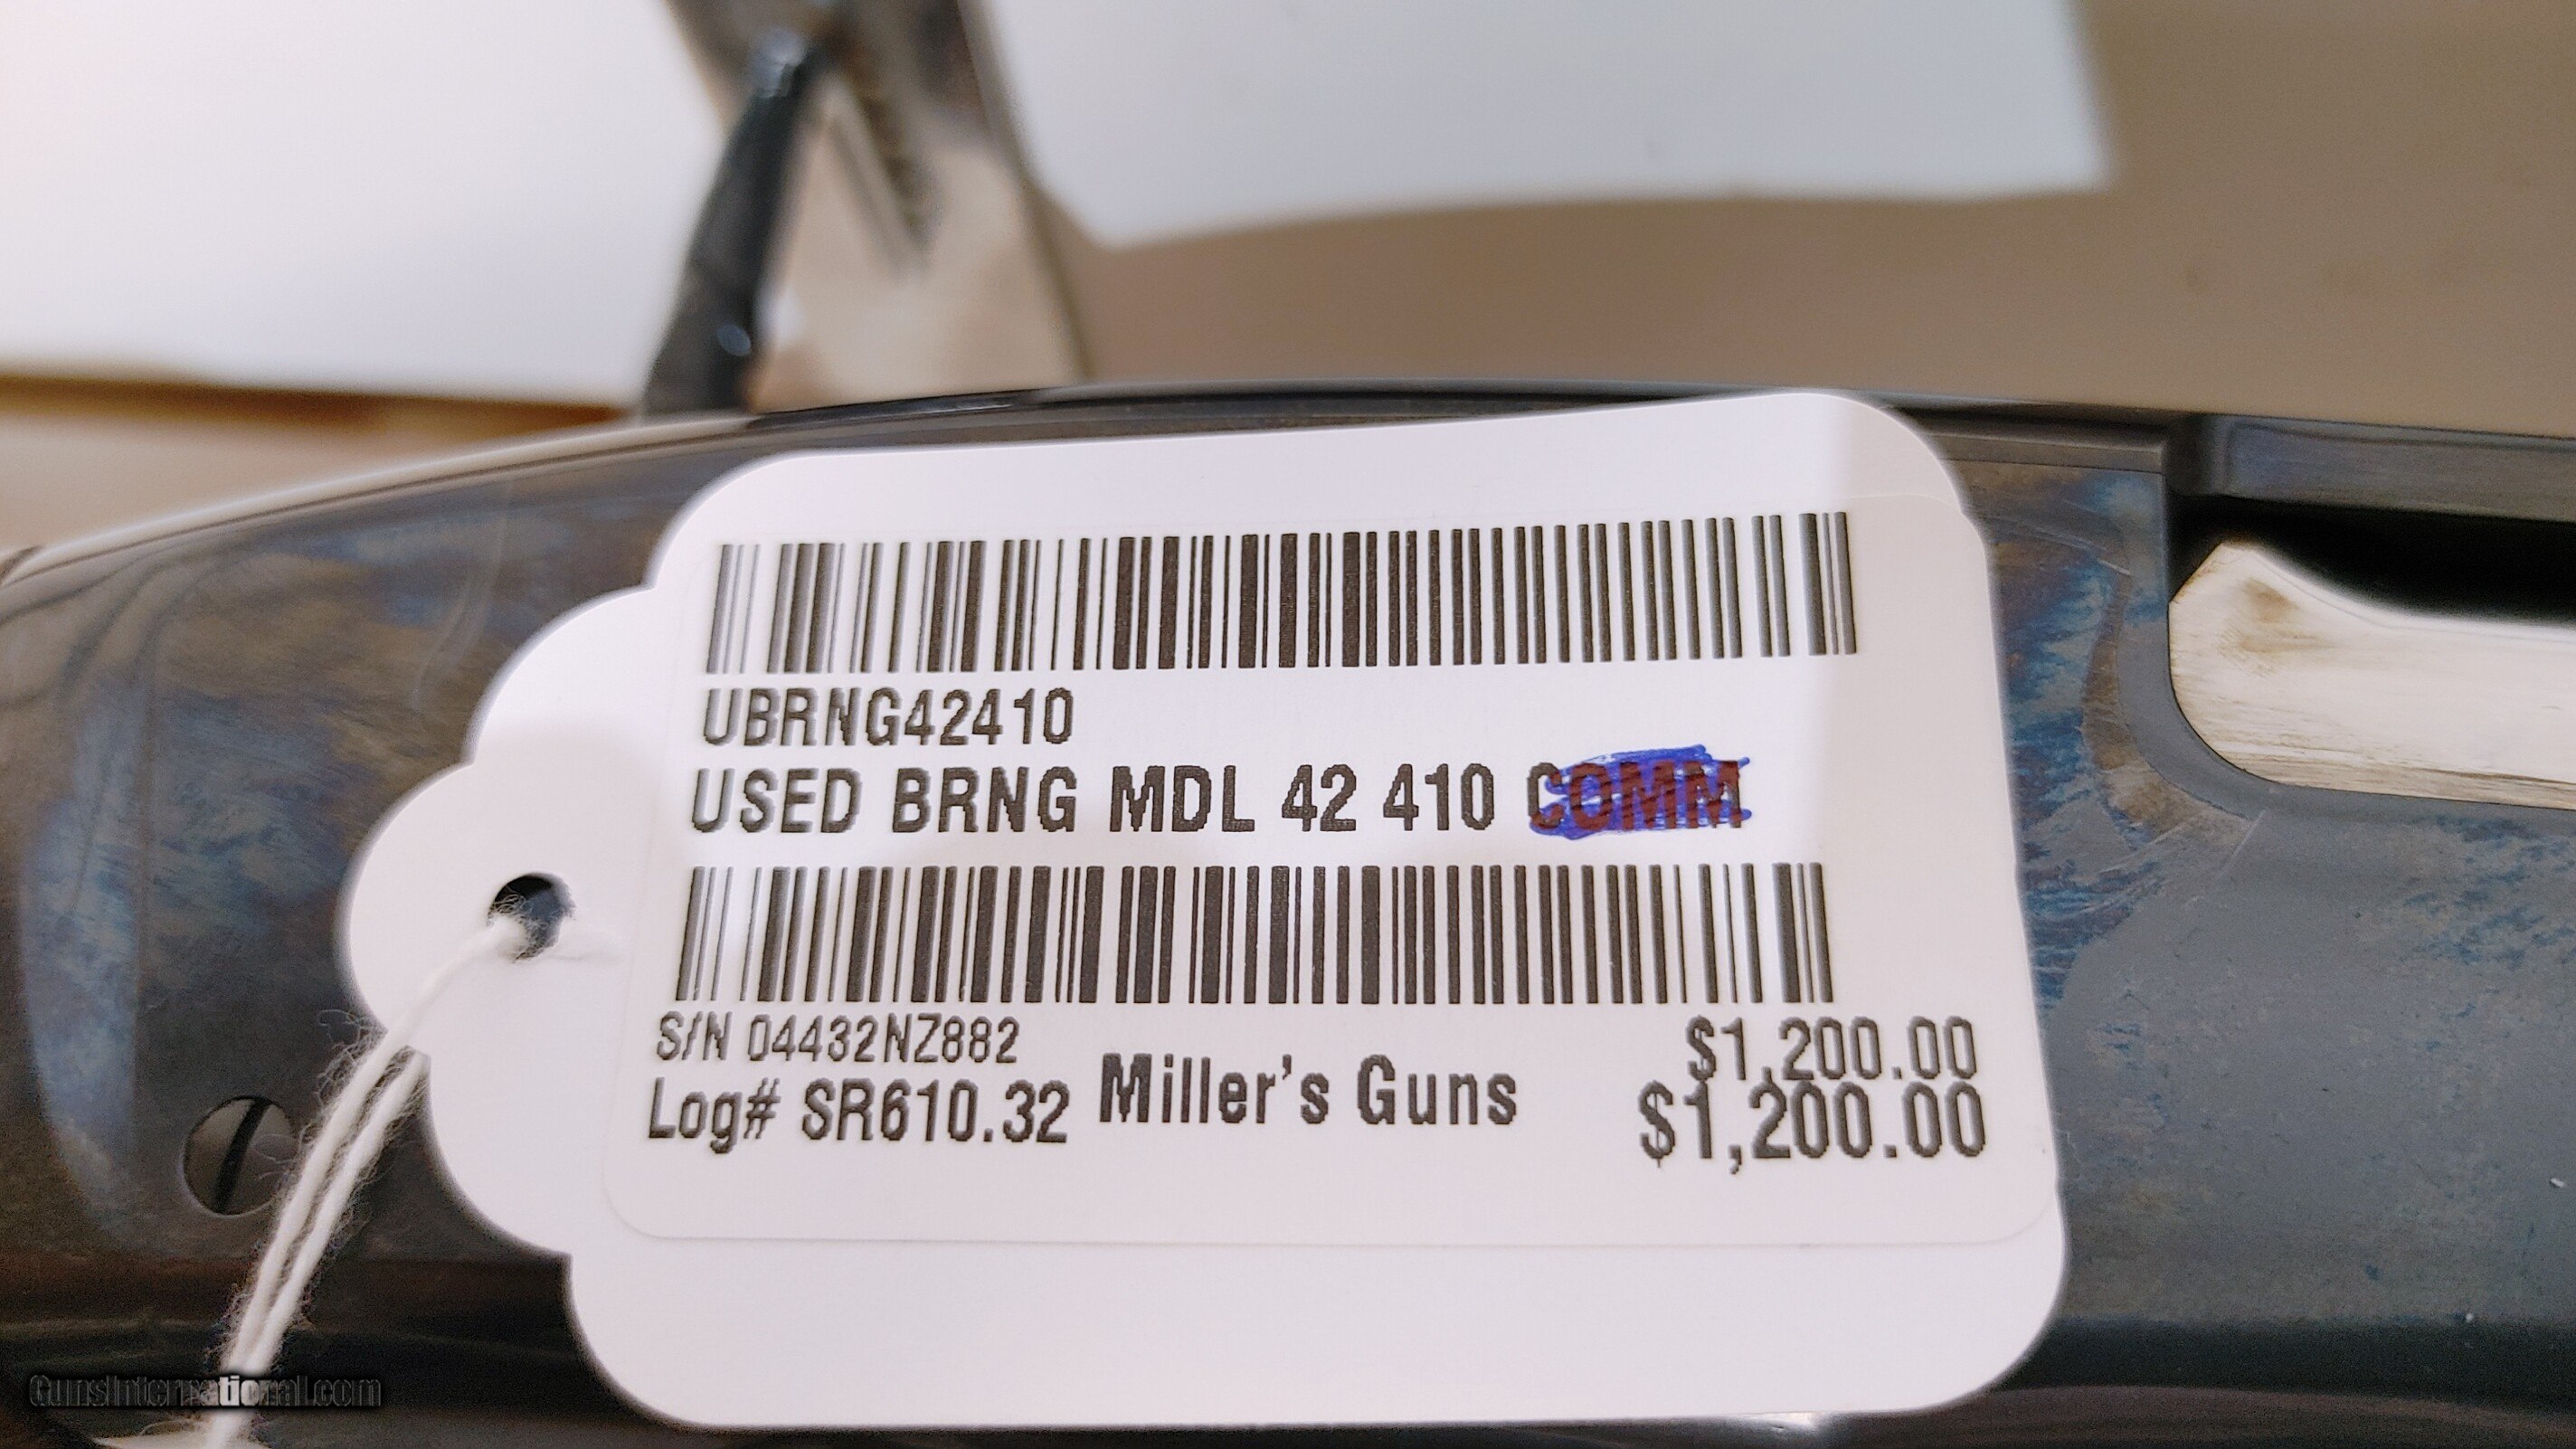 UBRNG42410
USED BRNG MDL 42 410 COMM
S/N 04432NZ882
$1,200.00
Log# SR610.32
Miller's Guns
$1,200.00
GunsInternational.com